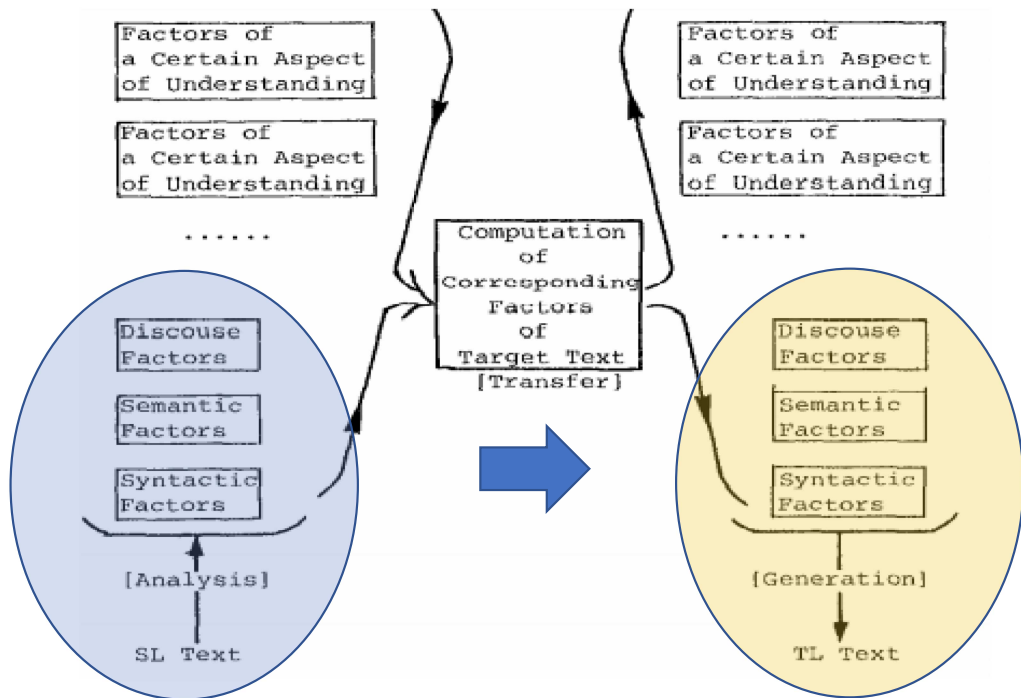 Factors of
a Certain Aspect
of Understanding
Factors of
a Certain Aspect
of Understanding
......
Discouse
Factors
Semantic
Factors
Syntactic
Factors
[Analysis]
SL Text
Computation
of
Corresponding
Factors
of
Target Text
[Transfer]
Factors of
a Certain Aspect
of Understanding
Factors of
a Certain Aspect
of Understanding
......
Discouse
Factors
Semantic
Factors
Syntactic
Factors
[Generation]
TL Text